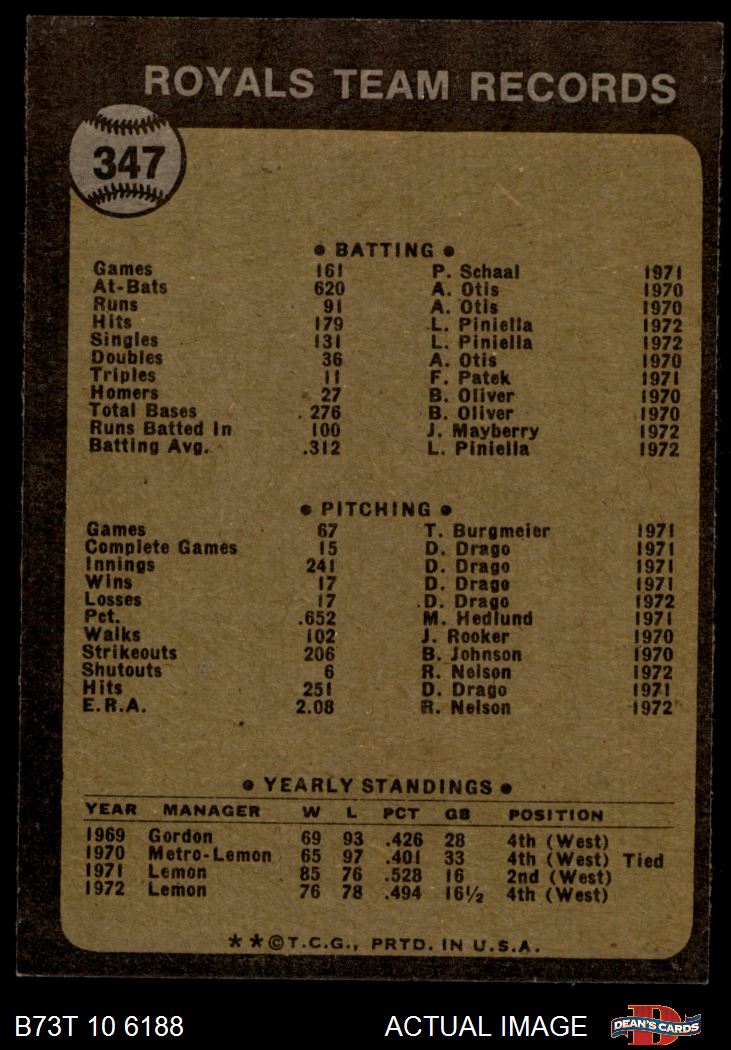 ROYALS TEAM RECORDS
347
• BATTING •
Games 161 P. Schaal 1971
At-Bats 620 A. Otis 1970
Runs 91 A. Otis 1970
Hits 179 L. Piniella 1972
Singles 131 L. Piniella 1972
Doubles 36 A. Otis 1970
Triples 11 F. Patek 1971
Homers 27 B. Oliver 1970
Total Bases 276 B. Oliver 1970
Runs Batted In 100 J. Mayberry 1972
Batting Avg. .312 L. Piniella 1972
• PITCHING •
Games 67 T. Burgmeier 1971
Complete Games 15 D. Drago 1971
Innings 241 D. Drago 1971
Wins 17 D. Drago 1971
Losses 17 D. Drago 1972
Pct. .652 M. Hedlund 1971
Walks 102 J. Rooker 1970
Strikeouts 206 B. Johnson 1970
Shutouts 6 R. Nelson 1972
Hits 251 D. Drago 1971
E.R.A. 2.08 R. Nelson 1972
• YEARLY STANDINGS •
YEAR MANAGER W L PCT GB POSITION
1969 Gordon 69 93 .426 28 4th (West)
1970 Metro-Lemon 65 97 .401 33 4th (West) Tied
1971 Lemon 85 76 .528 16 2nd (West)
1972 Lemon 76 78 .494 16½ 4th (West)
**©T.C.G., PRTD. IN U.S.A.
B73T 10 6188 ACTUAL IMAGE DEAN'S CARDS